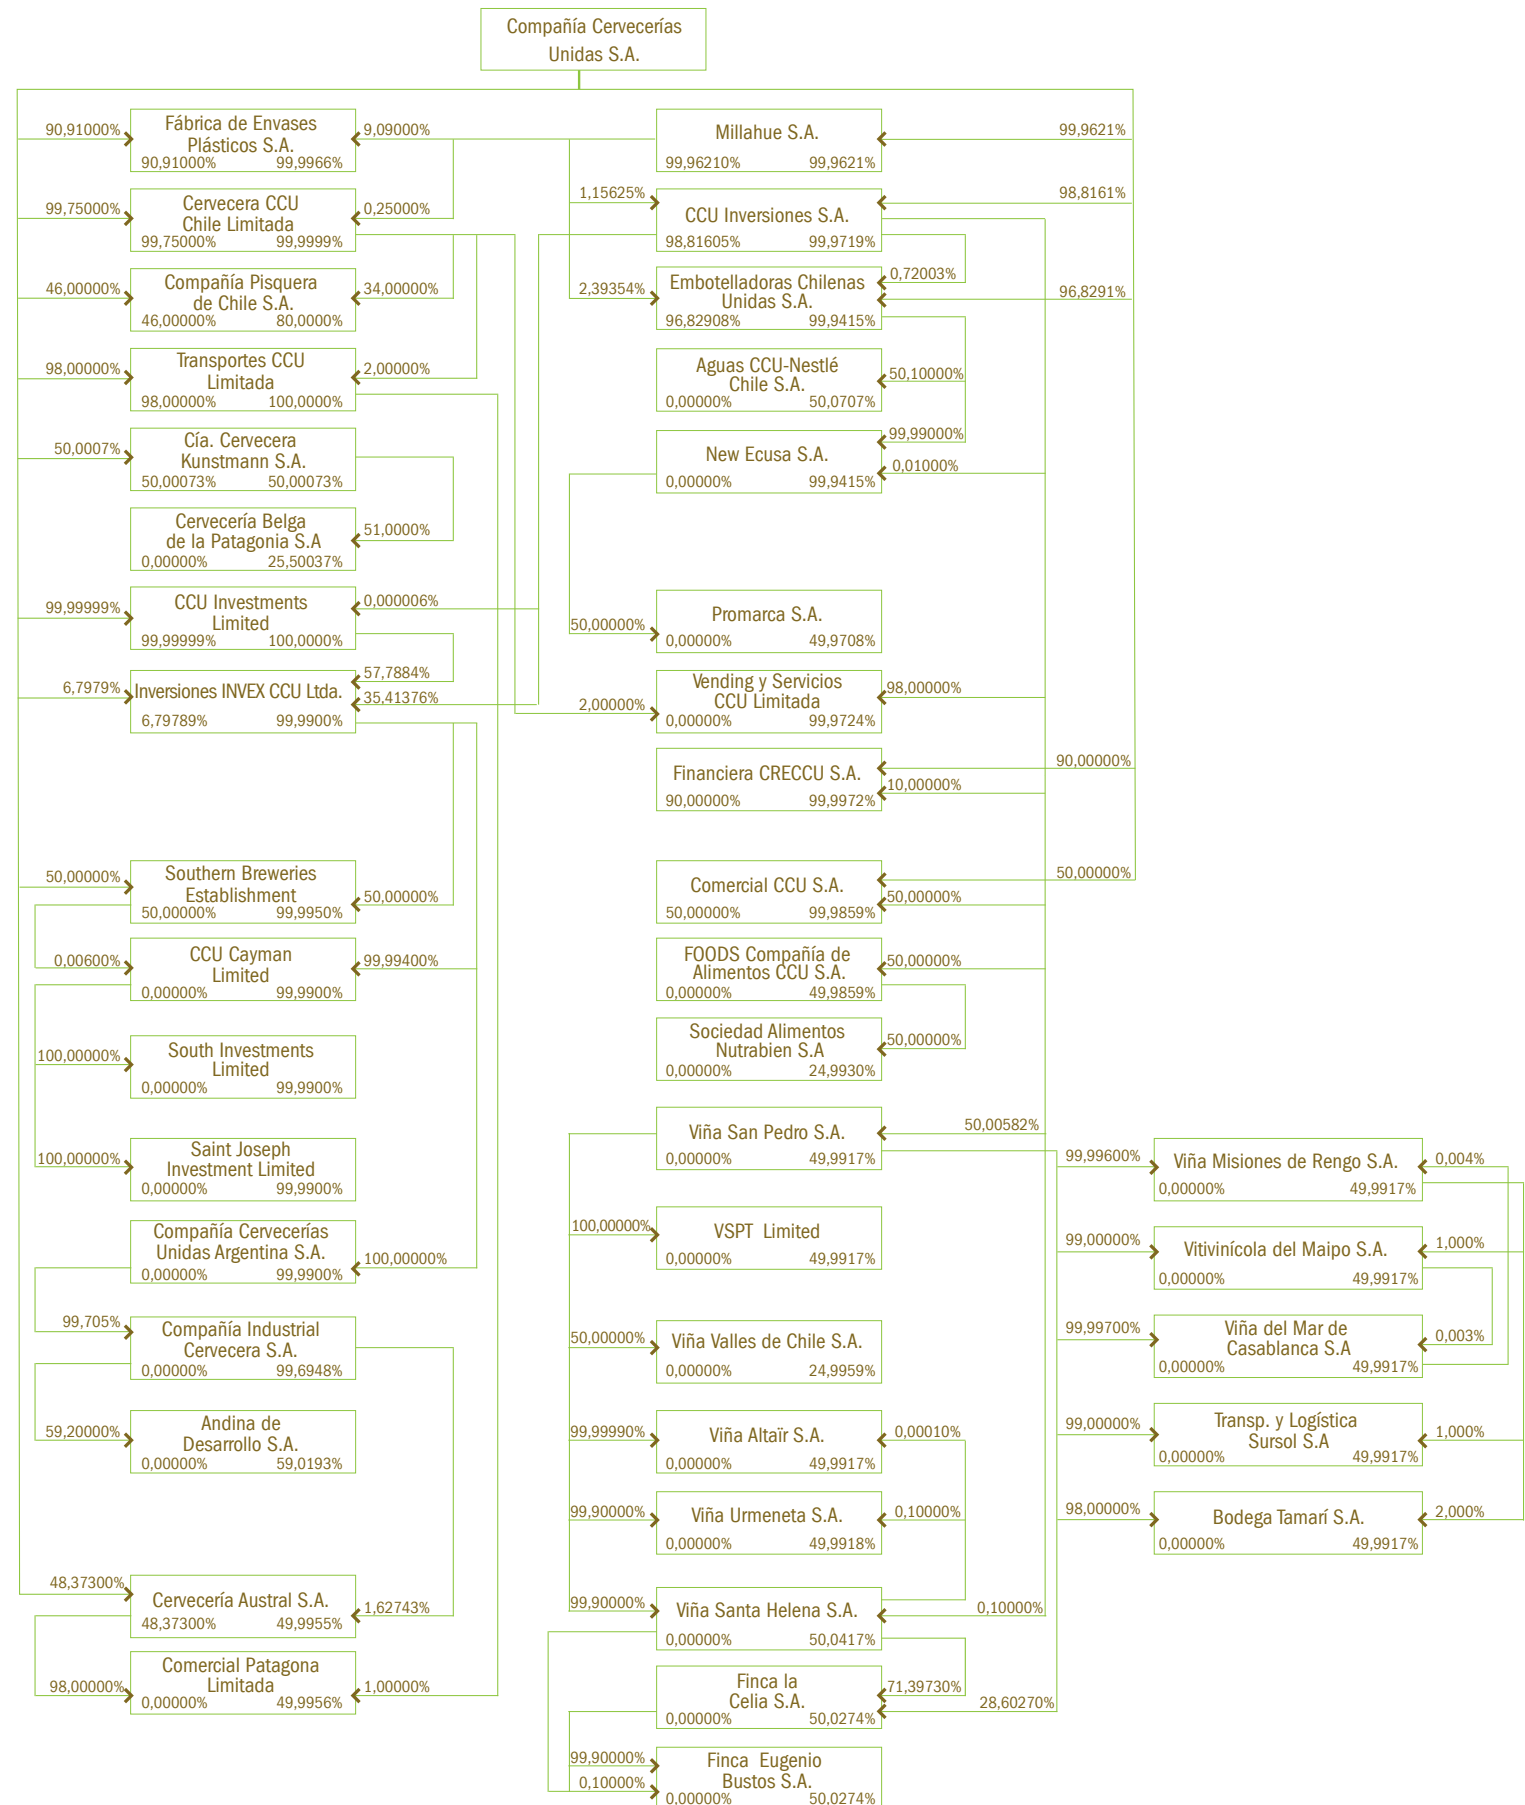 Compañía Cervecerías
Unidas S.A.
90,91000%
Fábrica de Envases
Plásticos S.A.
90,91000% 99,9966%
9,09000%
99,75000%
Cervecera CCU
Chile Limitada
99,75000% 99,9999%
0,25000%
46,00000%
Compañía Pisquera
de Chile S.A.
46,00000% 80,0000%
34,00000%
98,00000%
Transportes CCU
Limitada
98,00000% 100,0000%
2,00000%
50,0007%
Cía. Cervecera
Kunstmann S.A.
50,00073% 50,00073%
Cervecería Belga
de la Patagonia S.A
0,00000% 25,50037%
51,0000%
99,99999%
CCU Investments
Limited
99,99999% 100,0000%
0,000006%
6,7979%
Inversiones INVEX CCU Ltda.
6,79789% 99,9900%
57,7884%
35,41376%
50,00000%
Southern Breweries
Establishment
50,00000% 99,9950%
50,00000%
0,00600%
CCU Cayman
Limited
0,00000% 99,9900%
99,99400%
100,00000%
South Investments
Limited
0,00000% 99,9900%
100,00000%
Saint Joseph
Investment Limited
0,00000% 99,9900%
Compañía Cervecerías
Unidas Argentina S.A.
0,00000% 99,9900%
100,00000%
99,705%
Compañía Industrial
Cervecera S.A.
0,00000% 99,6948%
59,20000%
Andina de
Desarrollo S.A.
0,00000% 59,0193%
48,37300%
Cervecería Austral S.A.
48,37300% 49,9955%
1,62743%
98,00000%
Comercial Patagona
Limitada
0,00000% 49,9956%
1,00000%
Millahue S.A.
99,96210% 99,9621%
99,9621%
1,15625%
CCU Inversiones S.A.
98,81605% 99,9719%
98,8161%
2,39354%
Embotelladoras Chilenas
Unidas S.A.
96,82908% 99,9415%
0,72003%
96,8291%
Aguas CCU-Nestlé
Chile S.A.
0,00000% 50,0707%
50,10000%
New Ecusa S.A.
0,00000% 99,9415%
99,99000%
0,01000%
50,00000%
Promarca S.A.
0,00000% 49,9708%
2,00000%
Vending y Servicios
CCU Limitada
0,00000% 99,9724%
98,00000%
Financiera CRECCU S.A.
90,00000% 99,9972%
90,00000%
10,00000%
Comercial CCU S.A.
50,00000% 99,9859%
50,00000%
50,00000%
FOODS Compañía de
Alimentos CCU S.A.
0,00000% 49,9859%
50,00000%
Sociedad Alimentos
Nutrabien S.A
0,00000% 24,9930%
50,00000%
Viña San Pedro S.A.
0,00000% 49,9917%
50,00582%
100,00000%
VSPT Limited
0,00000% 49,9917%
50,00000%
Viña Valles de Chile S.A.
0,00000% 24,9959%
99,99990%
Viña Altaïr S.A.
0,00000% 49,9917%
0,00010%
99,90000%
Viña Urmeneta S.A.
0,00000% 49,9918%
0,10000%
99,90000%
Viña Santa Helena S.A.
0,00000% 50,0417%
0,10000%
Finca la
Celia S.A.
0,00000% 50,0274%
71,39730%
28,60270%
99,90000%
0,10000%
Finca Eugenio
Bustos S.A.
0,00000% 50,0274%
99,99600%
Viña Misiones de Rengo S.A.
0,00000% 49,9917%
0,004%
99,00000%
Vitivinícola del Maipo S.A.
0,00000% 49,9917%
1,000%
99,99700%
Viña del Mar de
Casablanca S.A
0,00000% 49,9917%
0,003%
99,00000%
Transp. y Logística
Sursol S.A
0,00000% 49,9917%
1,000%
98,00000%
Bodega Tamarí S.A.
0,00000% 49,9917%
2,000%